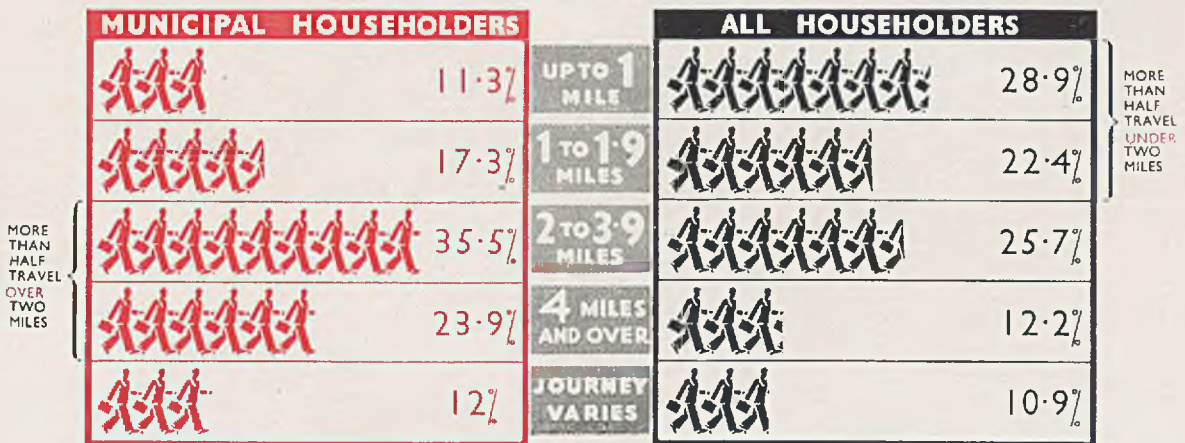 MUNICIPAL HOUSEHOLDERS
ALL HOUSEHOLDERS
11·3%
UP TO 1
MILE
28·9%
MORE
THAN
HALF
TRAVEL
UNDER
TWO
MILES
17·3%
1 TO 1·9
MILES
22·4%
MORE
THAN
HALF
TRAVEL
OVER
TWO
MILES
35·5%
2 TO 3·9
MILES
25·7%
23·9%
4 MILES
AND OVER
12·2%
12%
JOURNEY
VARIES
10·9%